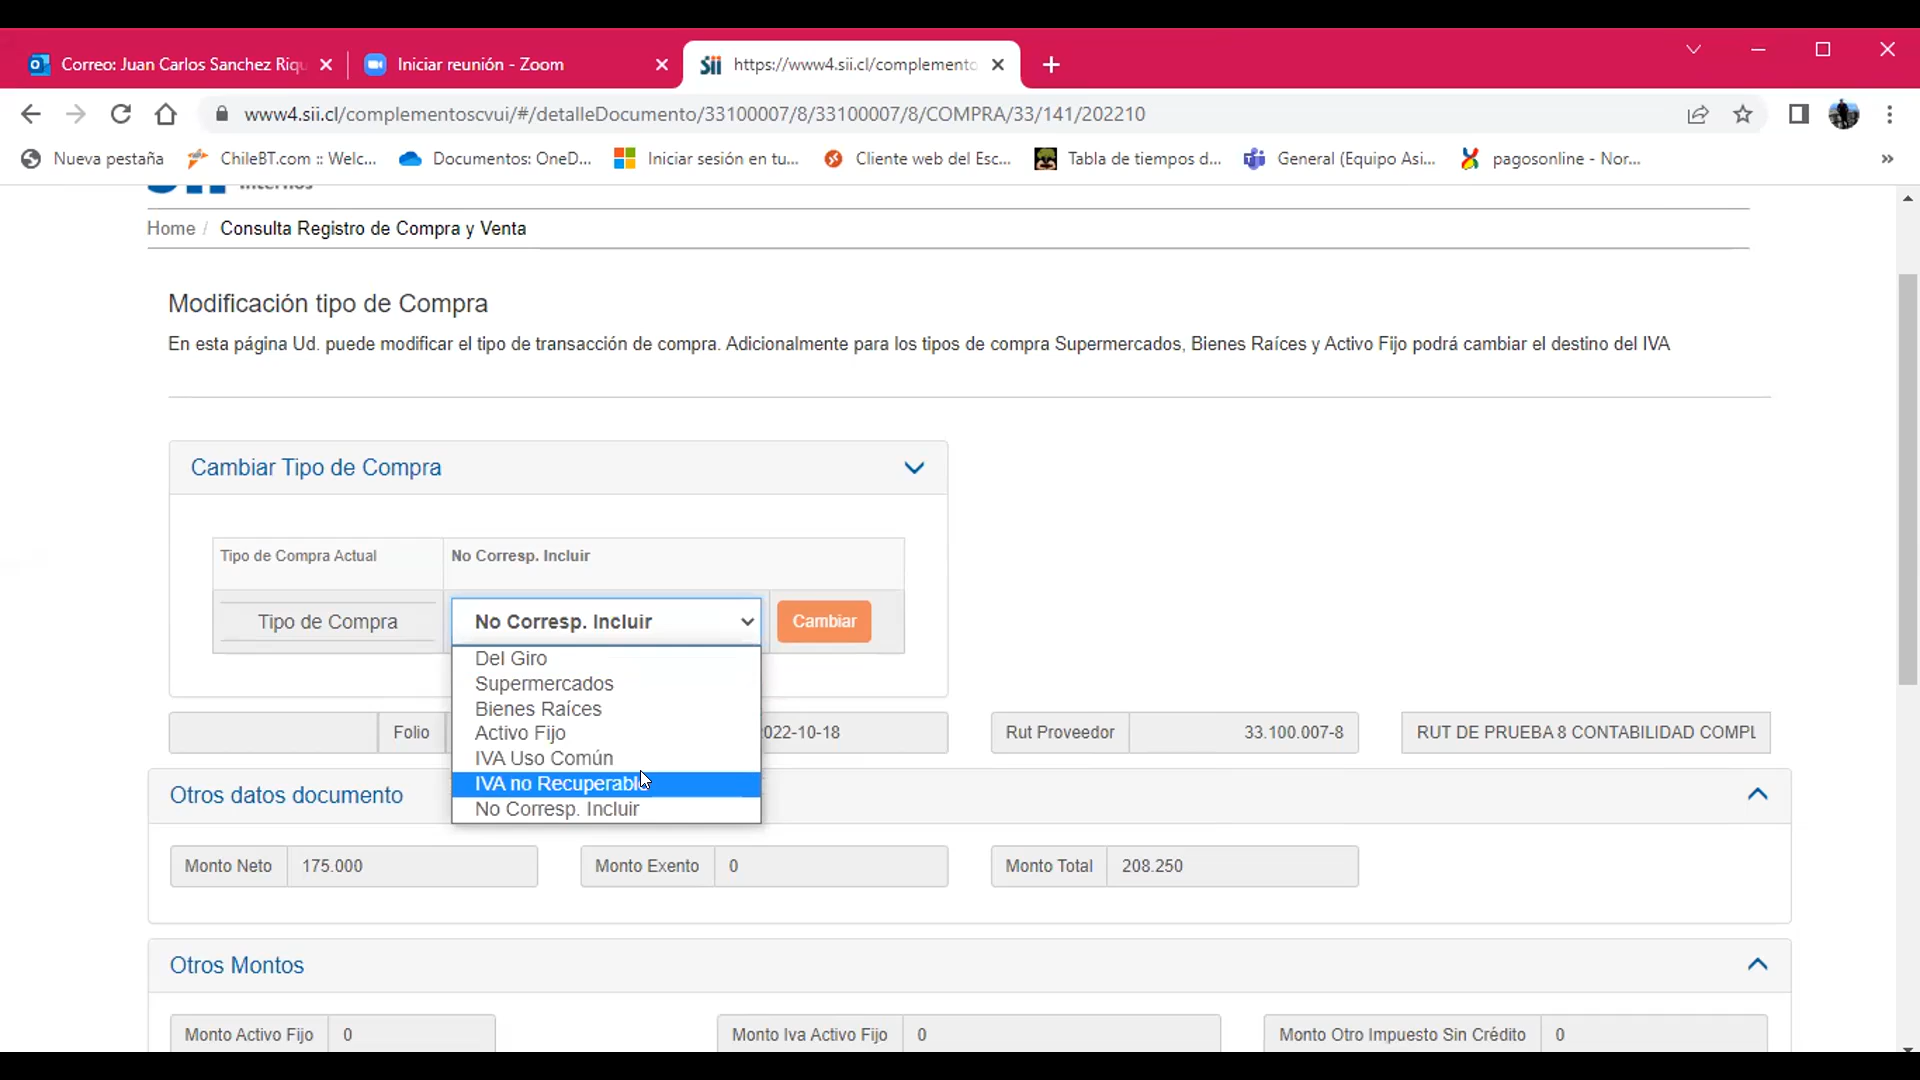 Correo: Juan Carlos Sanchez Riqu
Iniciar reunión - Zoom
sii https://www4.sii.cl/complemento
www4.sii.cl/complementoscvui/#/detalleDocumento/33100007/8/33100007/8/COMPRA/33/141/202210
Nueva pestaña
ChileBT.com :: Welc...
Documentos: OneD...
Iniciar sesión en tu...
Cliente web del Esc...
Tabla de tiempos d...
General (Equipo Asi...
pagosonline - Nor...
»
Home / Consulta Registro de Compra y Venta
Modificación tipo de Compra
En esta página Ud. puede modificar el tipo de transacción de compra. Adicionalmente para los tipos de compra Supermercados, Bienes Raíces y Activo Fijo podrá cambiar el destino del IVA
Cambiar Tipo de Compra
Tipo de Compra Actual No Corresp. Incluir
Tipo de Compra No Corresp. Incluir Cambiar
Del Giro
Supermercados
Bienes Raíces
Activo Fijo
IVA Uso Común
IVA no Recuperable
No Corresp. Incluir
Folio 022-10-18 Rut Proveedor 33.100.007-8 RUT DE PRUEBA 8 CONTABILIDAD COMPL
Otros datos documento
Monto Neto 175.000 Monto Exento 0 Monto Total 208.250
Otros Montos
Monto Activo Fijo 0 Monto Iva Activo Fijo 0 Monto Otro Impuesto Sin Crédito 0